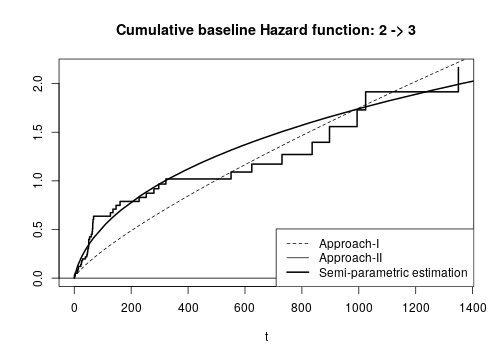 Cumulative baseline Hazard function: 2 -> 3
2.0
1.5
1.0
0.5
0.0
Approach-I
Approach-II
Semi-parametric estimation
0 200 400 600 800 1000 1200 1400
t